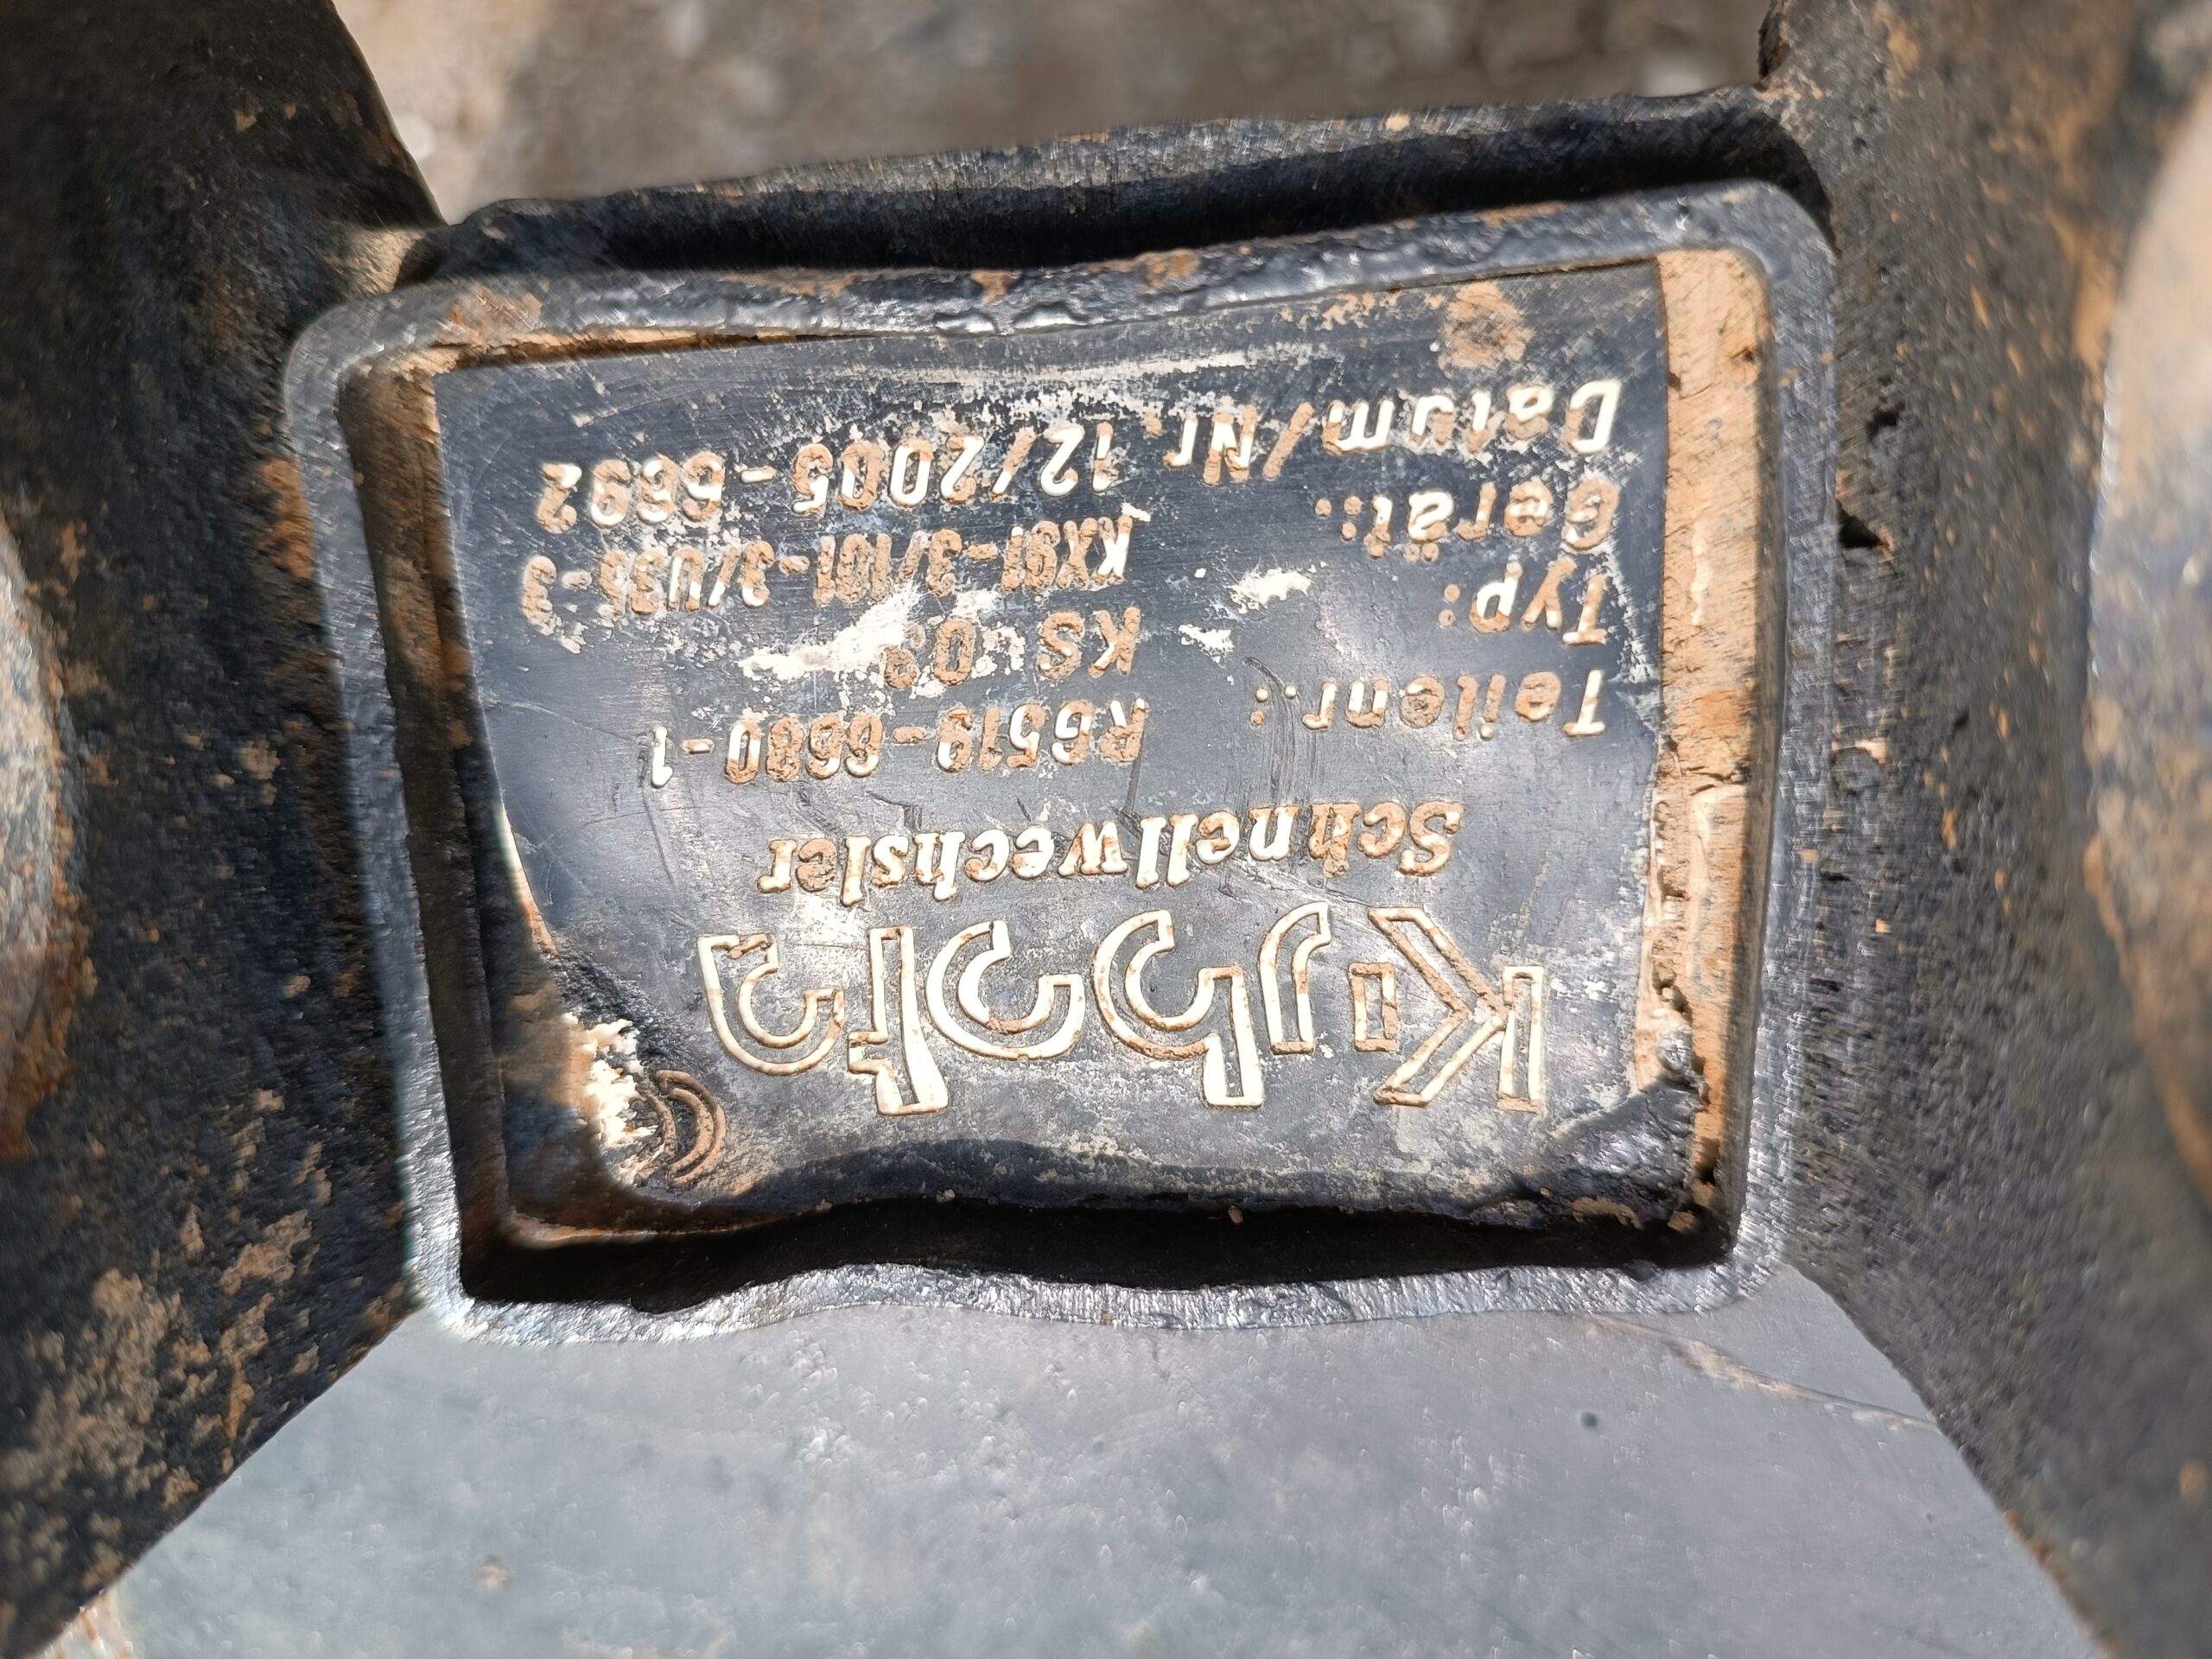 Kubota
Schnellwechsler
Teilenr.: R6519-6680-1
Typ: KS 03
Gerät: KX91-3/101-3/U35-3
Datum/Nr. 12/2005-6692